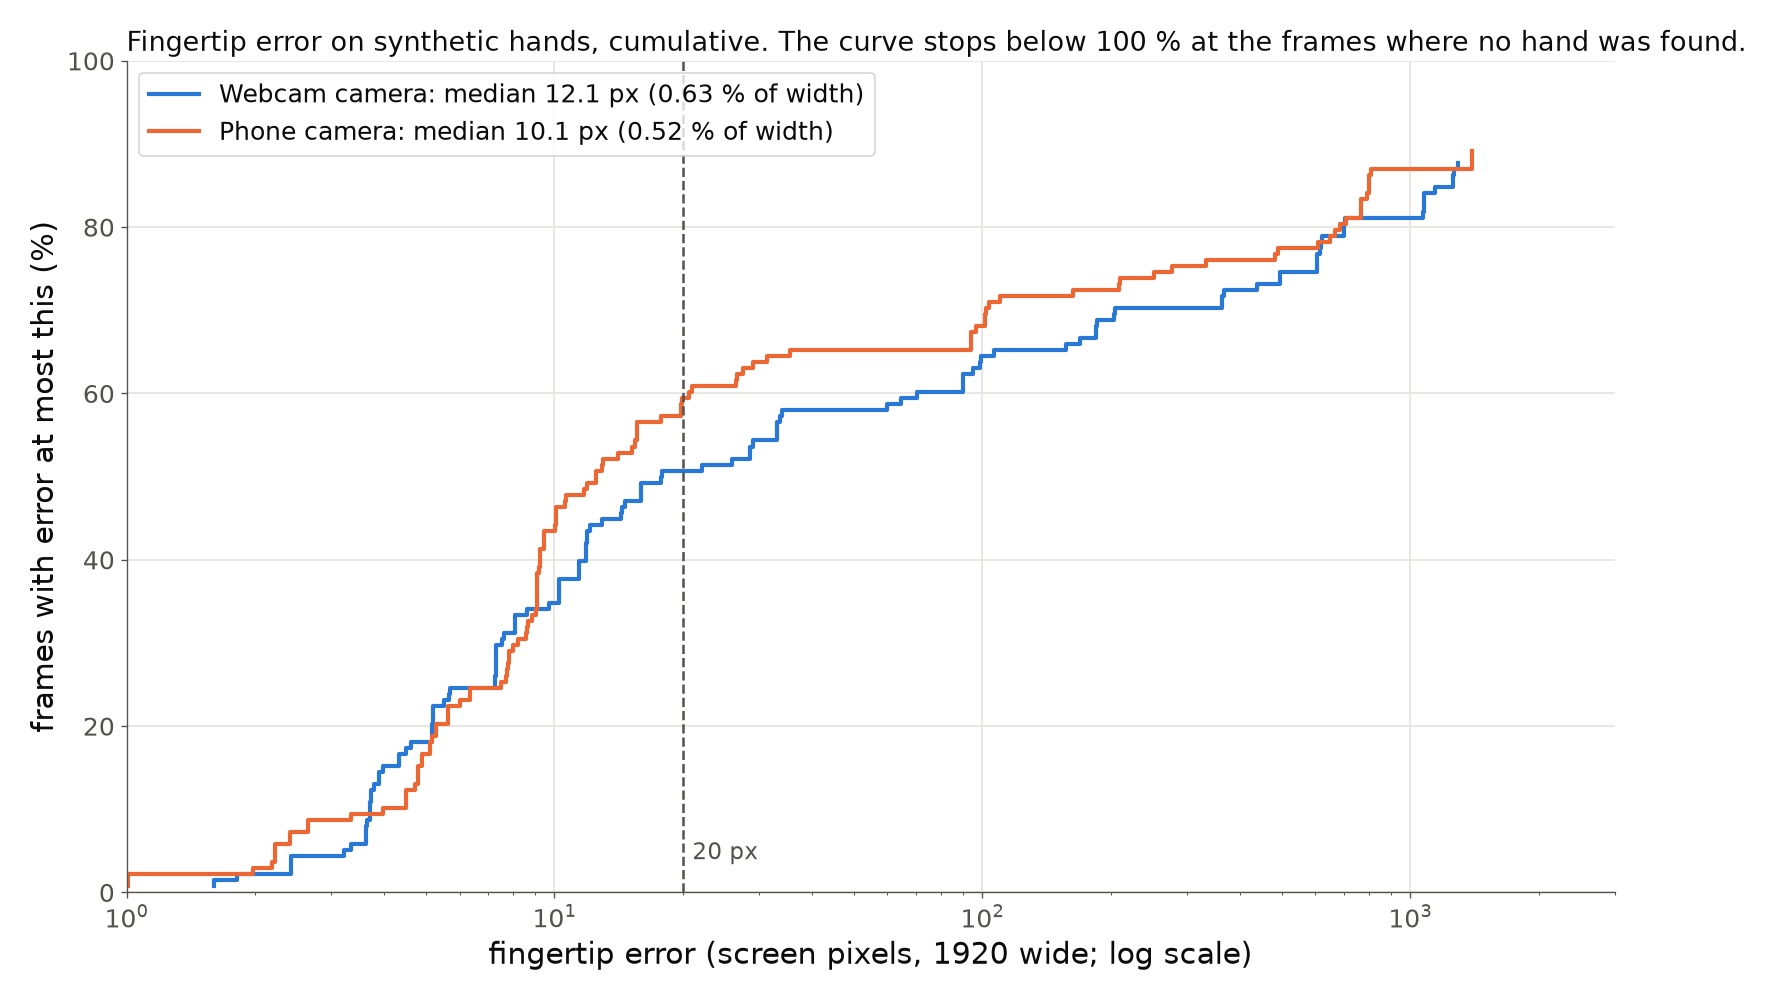 Fingertip error on synthetic hands, cumulative. The curve stops below 100 % at the frames where no hand was found.
Webcam camera: median 12.1 px (0.63 % of width)
Phone camera: median 10.1 px (0.52 % of width)
frames with error at most this (%)
100
80
60
40
20
0
20 px
10⁰
10¹
10²
10³
fingertip error (screen pixels, 1920 wide; log scale)